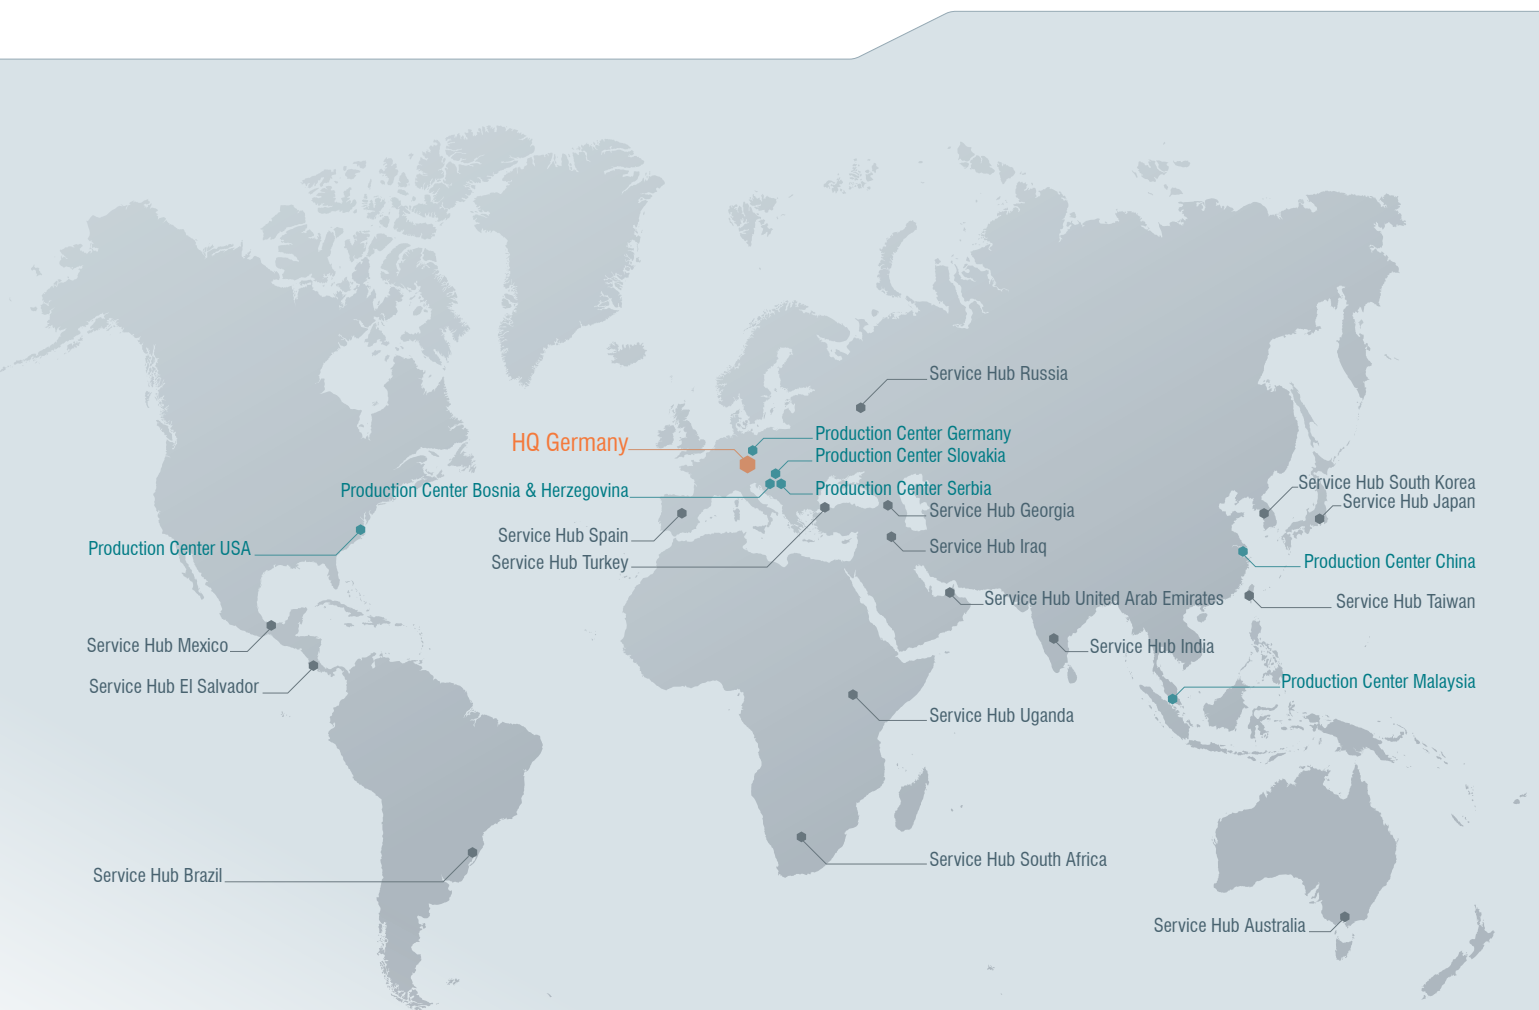 Service Hub Russia
Production Center Germany
HQ Germany
Production Center Slovakia
Production Center Bosnia & Herzegovina
Production Center Serbia
Service Hub South Korea
Service Hub Japan
Service Hub Georgia
Service Hub Spain
Service Hub Iraq
Production Center USA
Service Hub Turkey
Production Center China
Service Hub United Arab Emirates
Service Hub Taiwan
Service Hub Mexico
Service Hub India
Service Hub El Salvador
Production Center Malaysia
Service Hub Uganda
Service Hub South Africa
Service Hub Brazil
Service Hub Australia